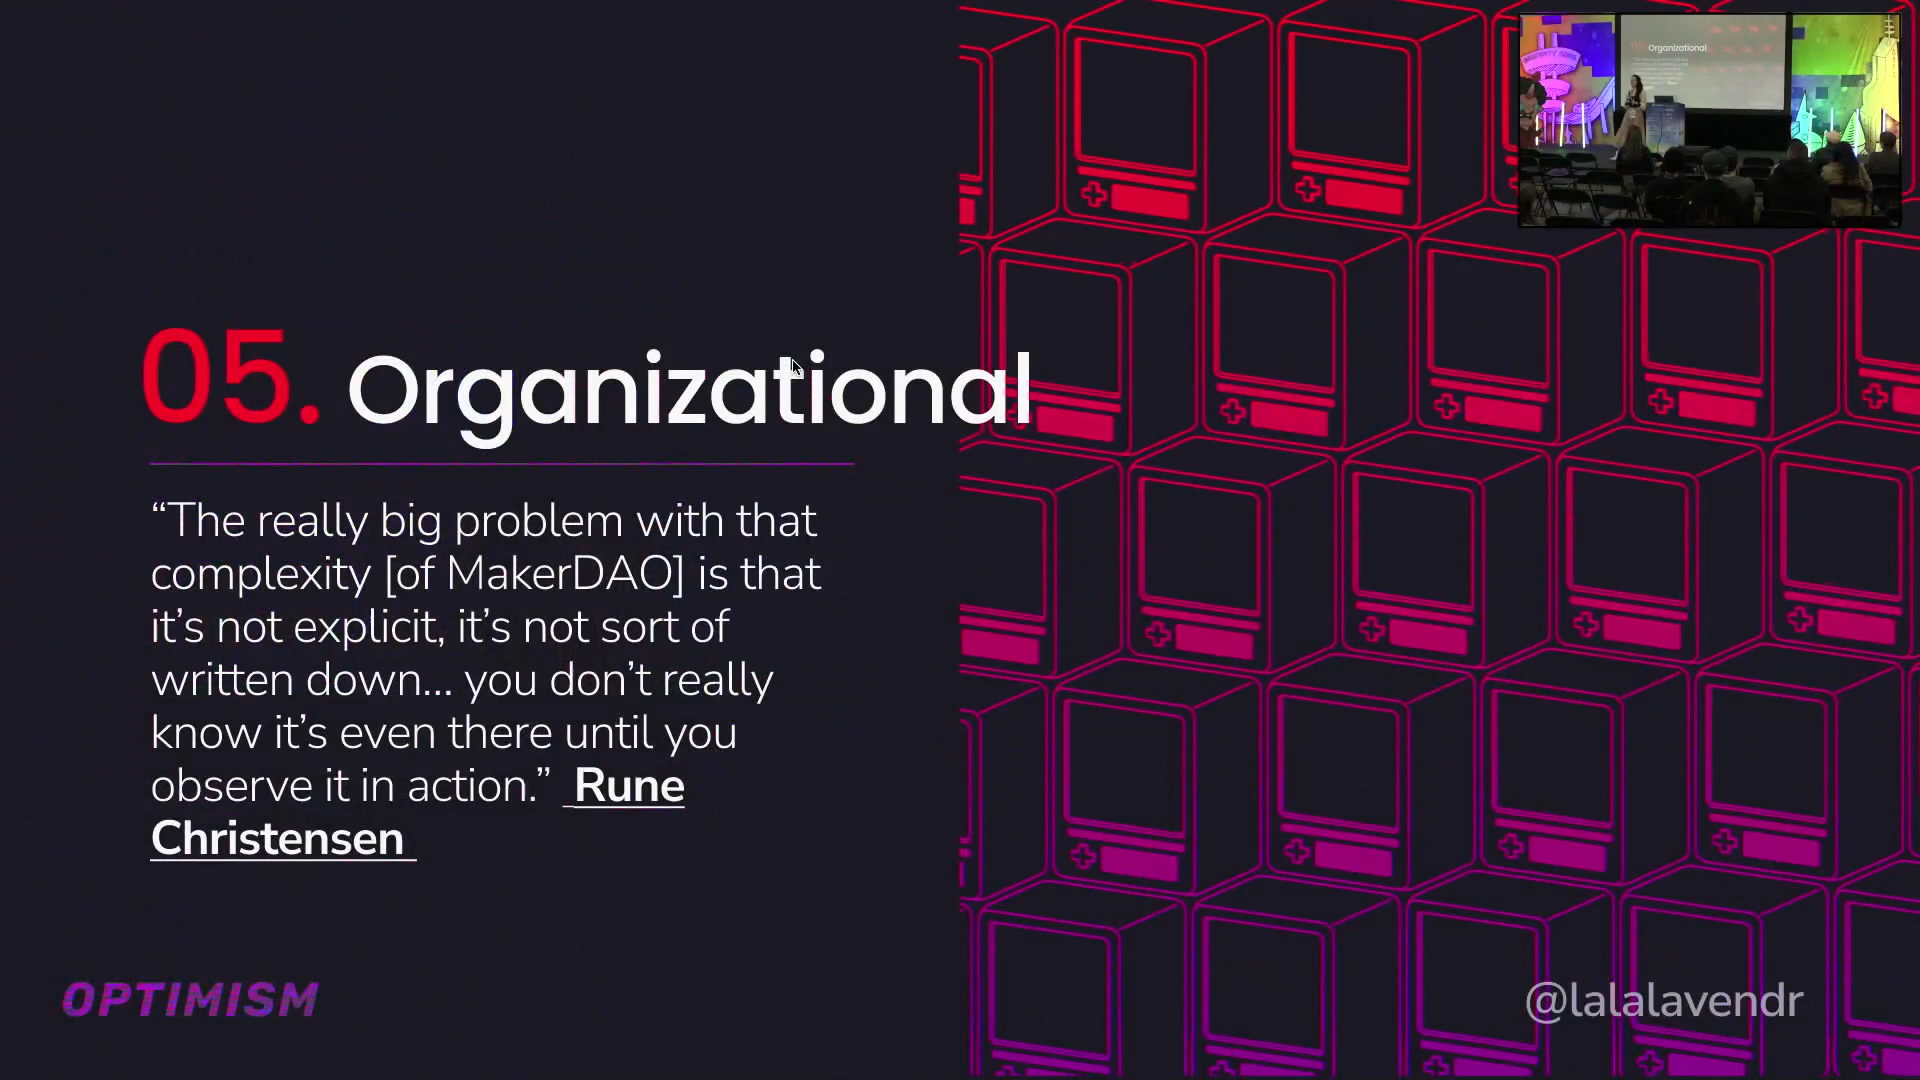 05. Organizational
“The really big problem with that
complexity [of MakerDAO] is that
it’s not explicit, it’s not sort of
written down... you don’t really
know it’s even there until you
observe it in action.” Rune
Christensen
OPTIMISM
@lalalavendr
Organizational